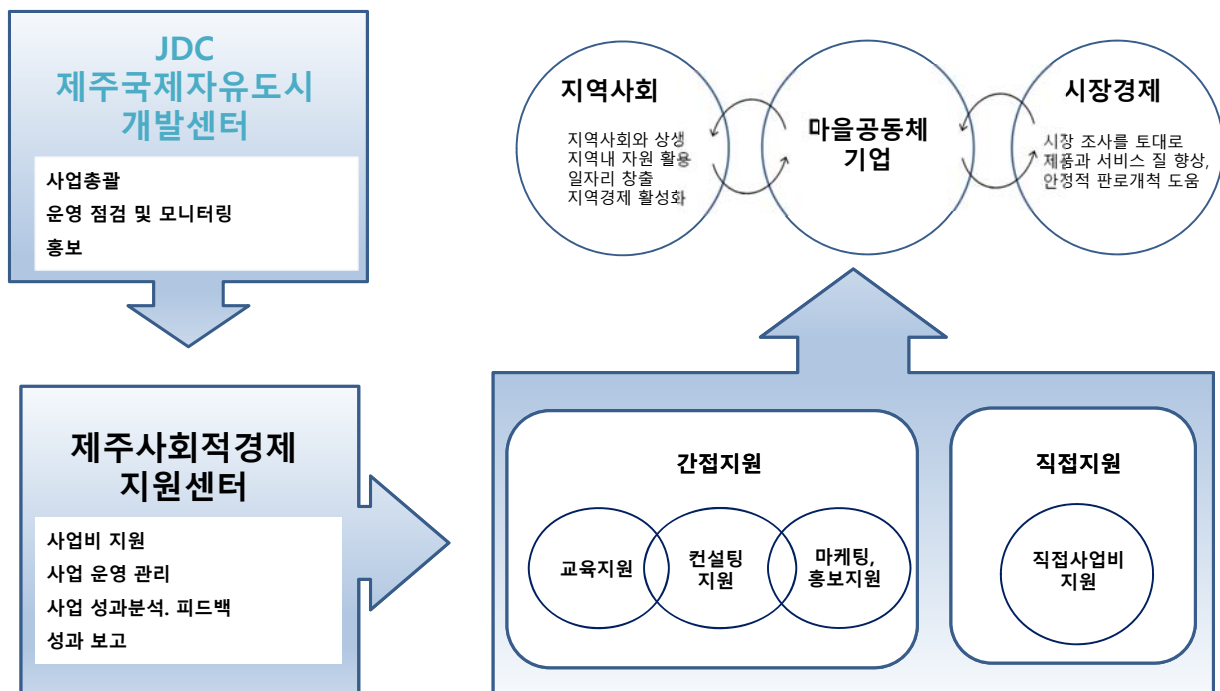 JDC
제주국제자유도시
개발센터
사업총괄
운영 점검 및 모니터링
홍보
제주사회적경제
지원센터
사업비 지원
사업 운영 관리
사업 성과분석. 피드백
성과 보고
지역사회
지역사회와 상생
지역내 자원 활용
일자리 창출
지역경제 활성화
마을공동체
기업
시장경제
시장 조사를 토대로
제품과 서비스 질 향상,
안정적 판로개척 도움
간접지원
교육지원
컨설팅
지원
마케팅,
홍보지원
직접지원
직접사업비
지원